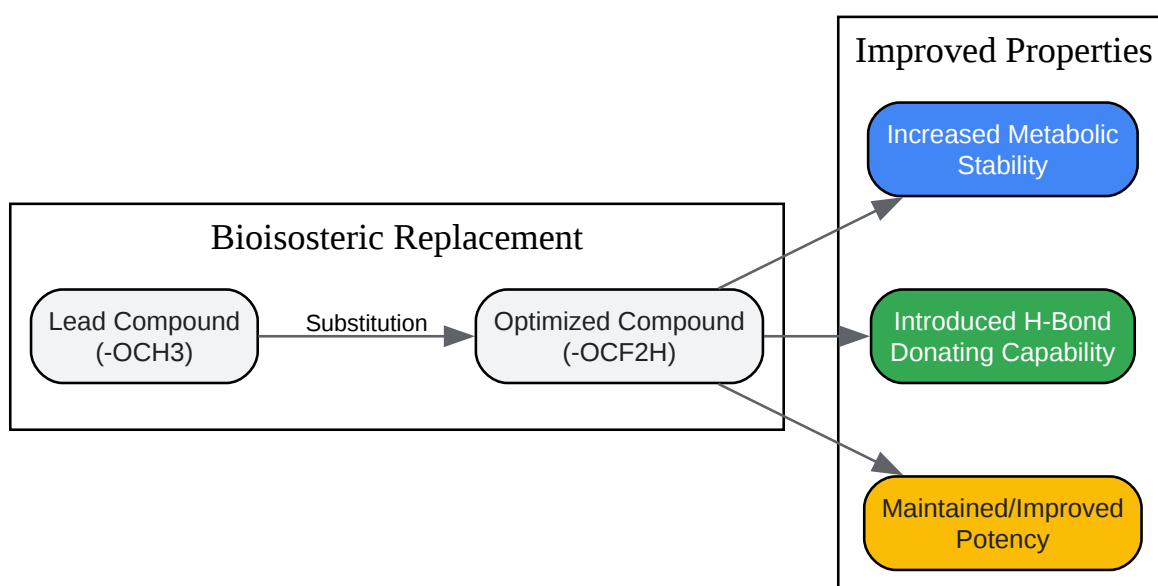 Improved Properties
Increased Metabolic
Stability
Bioisosteric Replacement
Lead Compound
(-OCH3)
Substitution
Optimized Compound
(-OCF2H)
Introduced H-Bond
Donating Capability
Maintained/Improved
Potency